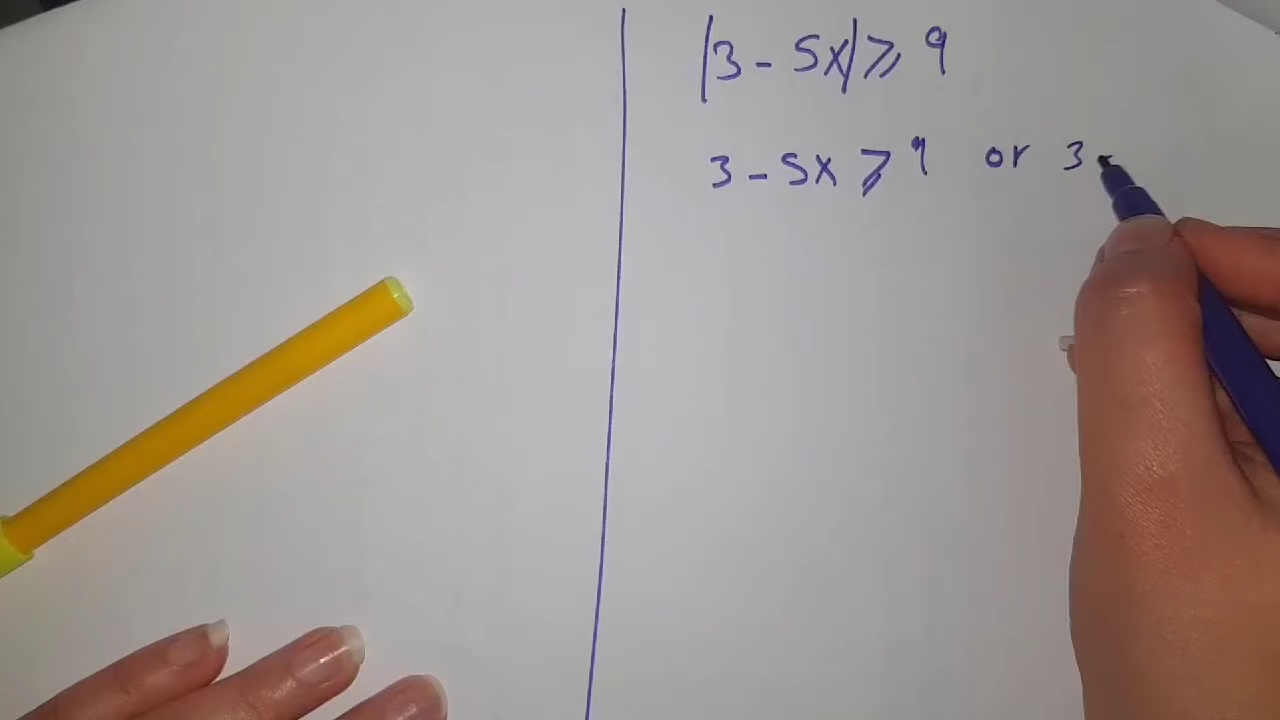 |3 - 5x| ⩾ 9
3 - 5x ⩾ 9 or 3 -